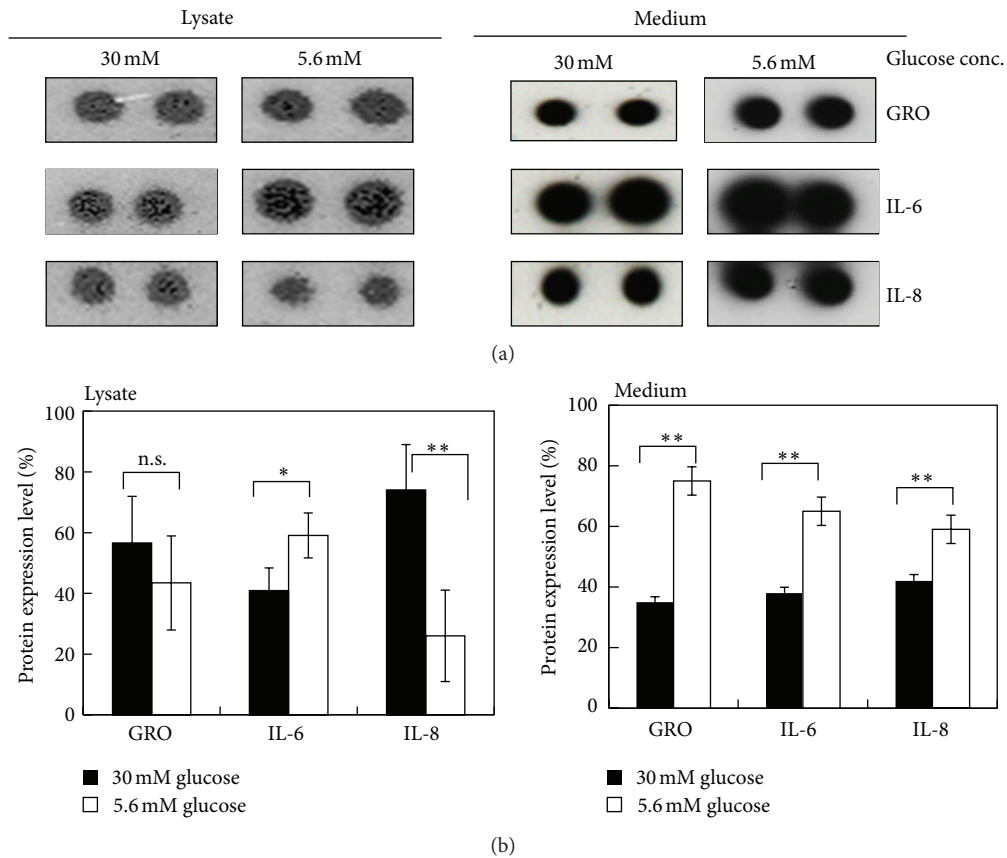 Lysate Medium
30 mM 5.6 mM 30 mM 5.6 mM Glucose conc.
GRO
IL-6
IL-8
(a)
Lysate
Protein expression level (%)
100
80
60
40
20
0
n.s.
*
**
GRO IL-6 IL-8
30 mM glucose
5.6 mM glucose
Medium
Protein expression level (%)
100
80
60
40
20
0
**
**
**
GRO IL-6 IL-8
30 mM glucose
5.6 mM glucose
(b)